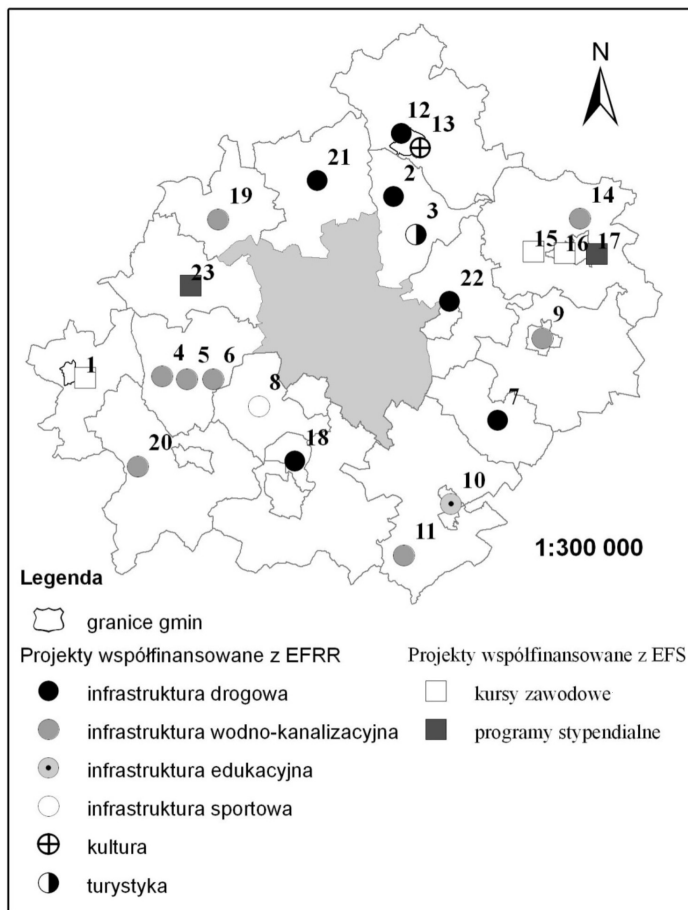 N
12
13
21
2
19
3
14
15
16
17
23
22
9
1
4
5
6
8
7
20
18
10
11
1:300 000
Legenda
granice gmin
Projekty współfinansowane z EFRR
Projekty współfinansowane z EFS
infrastruktura drogowa
kursy zawodowe
infrastruktura wodno-kanalizacyjna
programy stypendialne
infrastruktura edukacyjna
infrastruktura sportowa
kultura
turystyka